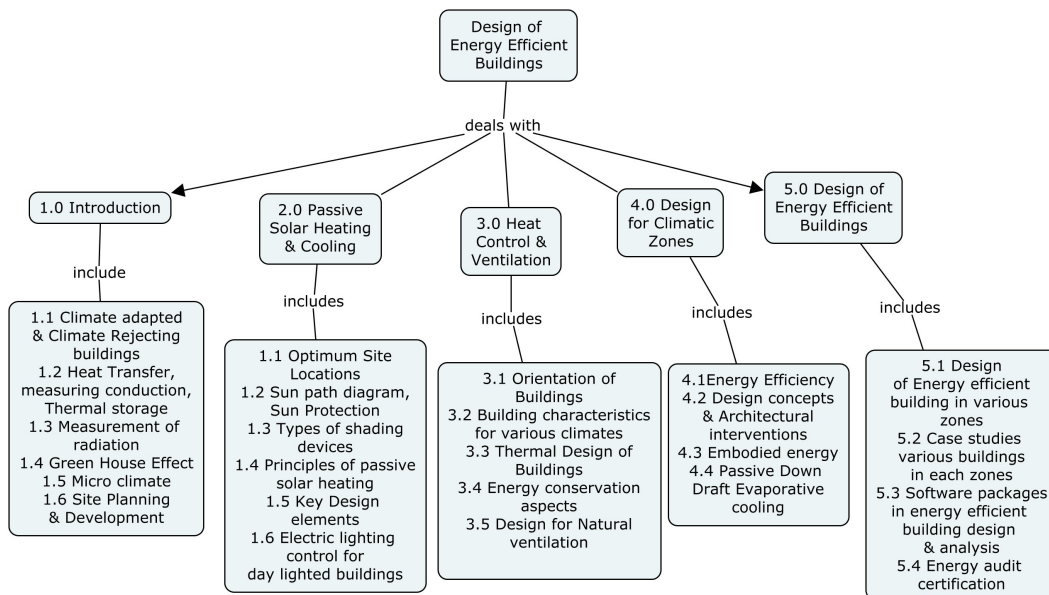 Design of
Energy Efficient
Buildings
deals with
1.0 Introduction
include
1.1 Climate adapted
& Climate Rejecting
buildings
1.2 Heat Transfer,
measuring conduction,
Thermal storage
1.3 Measurement of
radiation
1.4 Green House Effect
1.5 Micro climate
1.6 Site Planning
& Development
2.0 Passive
Solar Heating
& Cooling
includes
1.1 Optimum Site
Locations
1.2 Sun path diagram,
Sun Protection
1.3 Types of shading
devices
1.4 Principles of passive
solar heating
1.5 Key Design
elements
1.6 Electric lighting
control for
day lighted buildings
3.0 Heat
Control &
Ventilation
includes
3.1 Orientation of
Buildings
3.2 Building characteristics
for various climates
3.3 Thermal Design of
Buildings
3.4 Energy conservation
aspects
3.5 Design for Natural
ventilation
4.0 Design
for Climatic
Zones
includes
4.1Energy Efficiency
4.2 Design concepts
& Architectural
interventions
4.3 Embodied energy
4.4 Passive Down
Draft Evaporative
cooling
5.0 Design of
Energy Efficient
Buildings
includes
5.1 Design
of Energy efficient
building in various
zones
5.2 Case studies
various buildings
in each zones
5.3 Software packages
in energy efficient
building design
& analysis
5.4 Energy audit
certification